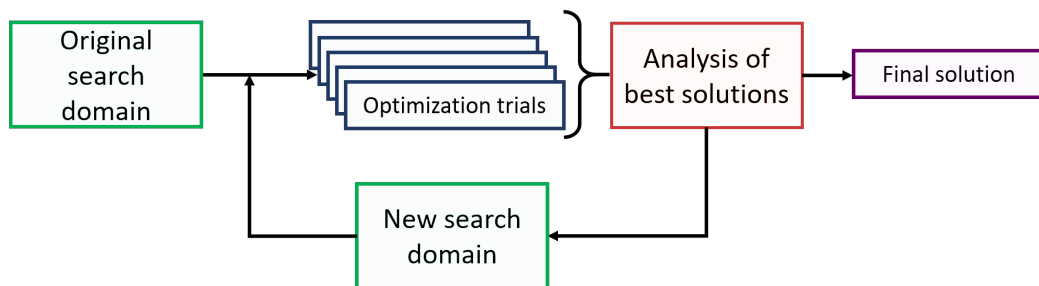 Original
search
domain
Optimization trials
Analysis of
best solutions
Final solution
New search
domain